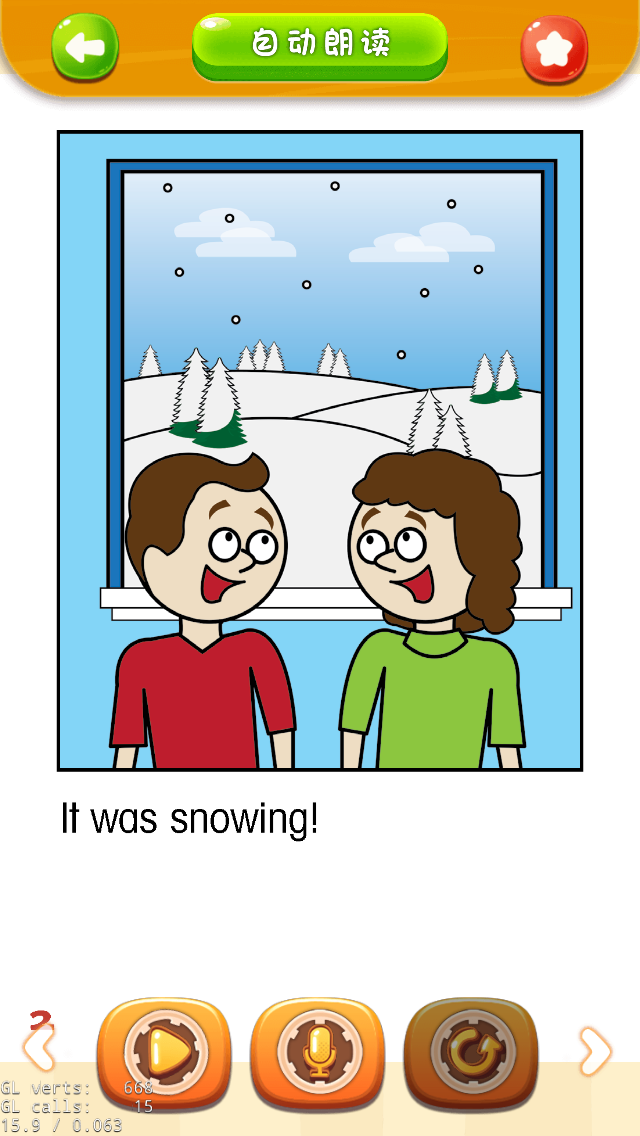 自动朗读
It was snowing!
2
GL verts: 668
GL calls: 15
15.9 / 0.063